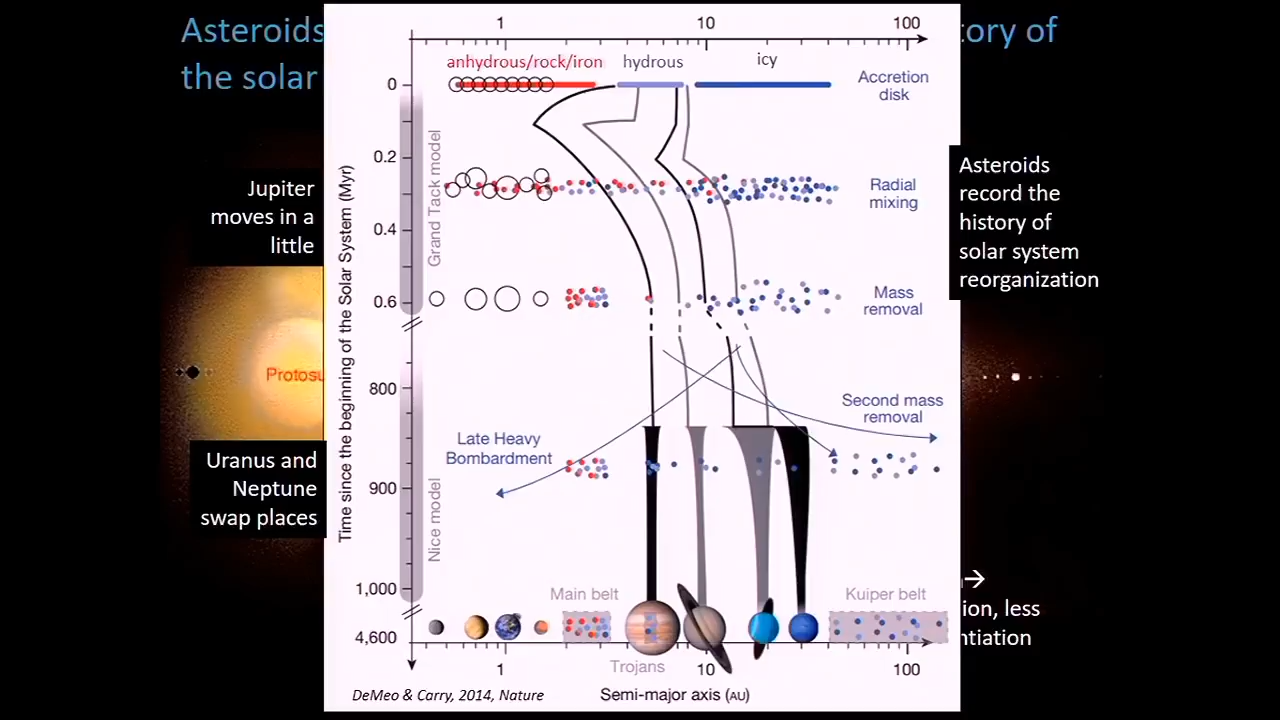 Asteroids
ory of
the solar
1
10
100
anhydrous/rock/iron
hydrous
icy
0
Accretion
disk
Grand Tack model
0.2
Radial
mixing
0.4
0.6
Mass
removal
Time since the beginning of the Solar System (Myr)
Jupiter
moves in a
little
Asteroids
record the
history of
solar system
reorganization
Protosu
800
Second mass
removal
Late Heavy
Bombardment
Uranus and
Neptune
swap places
900
Nice model
1,000
Main belt
Kuiper belt
→
ion, less
ntiation
4,600
Trojans
1
10
100
DeMeo & Carry, 2014, Nature
Semi-major axis (AU)